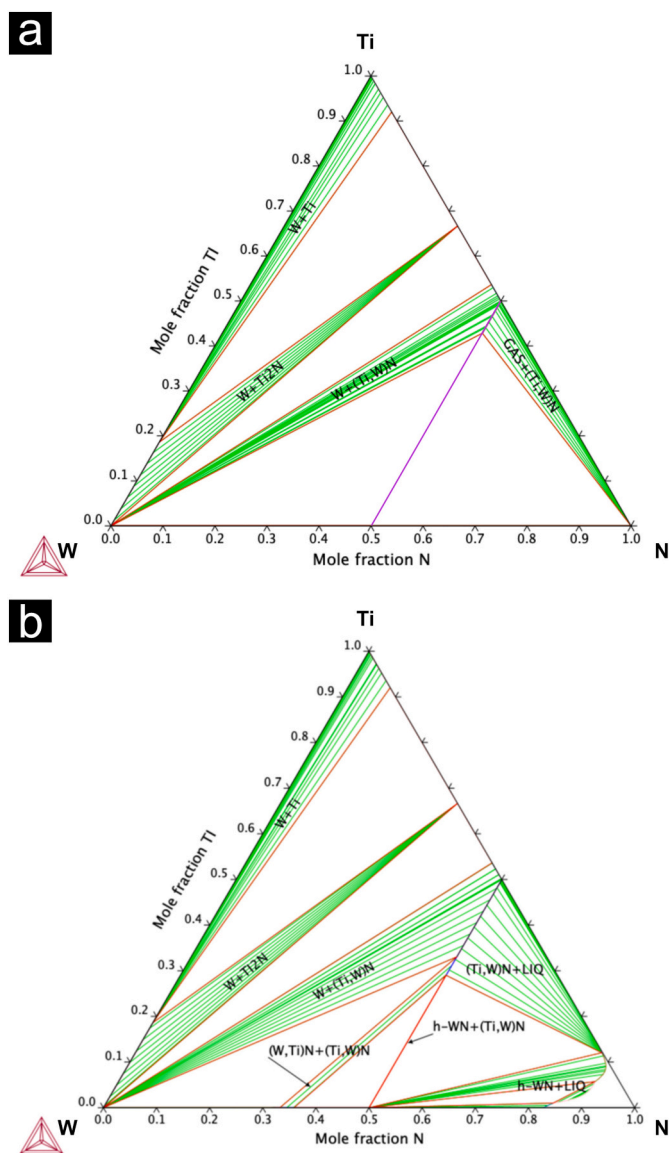 a
Ti
1.0
0.9
0.8
0.7
0.6
0.5
0.4
0.3
0.2
0.1
0.0
Mole fraction TI
W+Ti
W+Ti2N
W+(Ti,W)N
GAS+(Ti,W)N
0.0 0.1 0.2 0.3 0.4 0.5 0.6 0.7 0.8 0.9 1.0
W Mole fraction N N
b
Ti
1.0
0.9
0.8
0.7
0.6
0.5
0.4
0.3
0.2
0.1
0.0
Mole fraction TI
W+Ti
W+Ti2N
W+(Ti,W)N
(Ti,W)N+LIQ
h-WN+(Ti,W)N
(W,Ti)N+(Ti,W)N
h-WN+LIQ
0.0 0.1 0.2 0.3 0.4 0.5 0.6 0.7 0.8 0.9 1.0
W Mole fraction N N